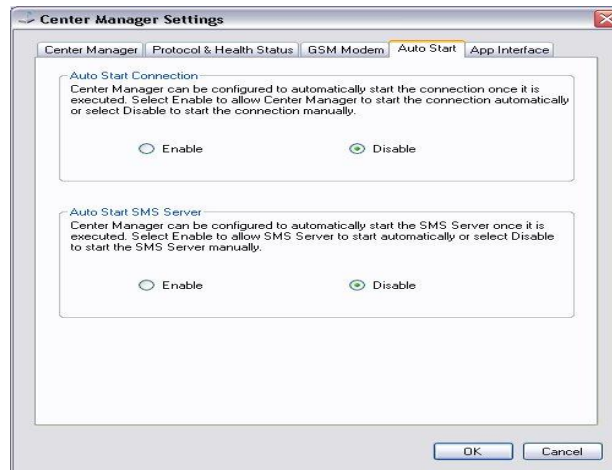 Center Manager Settings
Center Manager
Protocol & Health Status
GSM Modem
Auto Start
App Interface
Auto Start Connection
Center Manager can be configured to automatically start the connection once it is
executed. Select Enable to allow Center Manager to start the connection automatically
or select Disable to start the connection manually.
Enable
Disable
Auto Start SMS Server
Center Manager can be configured to automatically start the SMS Server once it is
executed. Select Enable to allow SMS Server to start automatically or select Disable
to start the SMS Server manually.
Enable
Disable
OK
Cancel